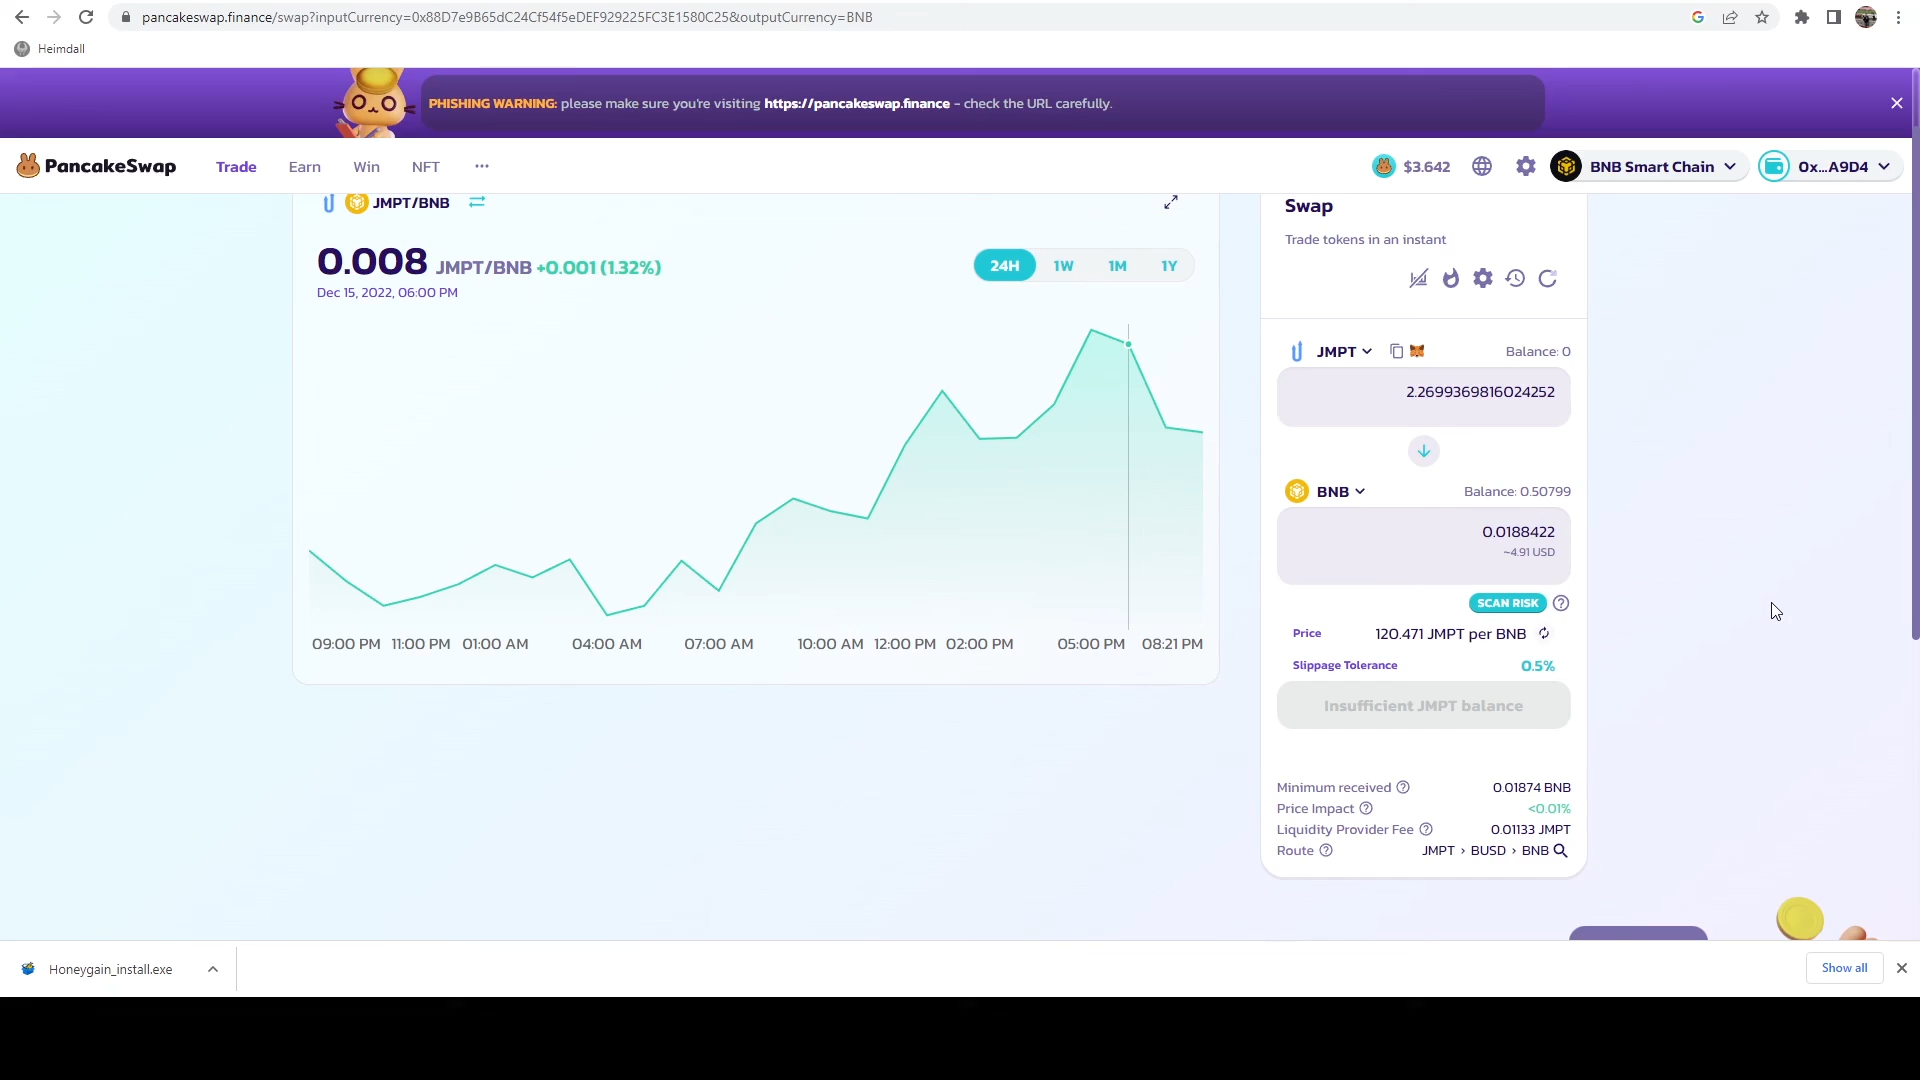 pancakeswap.finance/swap?inputCurrency=0x88D7e9B65dC24Cf54f5eDEF929225FC3E1580C25&outputCurrency=BNB
Heimdall
PHISHING WARNING: please make sure you're visiting https://pancakeswap.finance - check the URL carefully.
PancakeSwap Trade Earn Win NFT ··· $3.642 BNB Smart Chain 0x...A9D4
JMPT/BNB
0.008 JMPT/BNB +0.001 (1.32%)
Dec 15, 2022, 06:00 PM
24H 1W 1M 1Y
09:00 PM 11:00 PM 01:00 AM 04:00 AM 07:00 AM 10:00 AM 12:00 PM 02:00 PM 05:00 PM 08:21 PM
Swap
Trade tokens in an instant
JMPT Balance: 0
2.2699369816024252
BNB Balance: 0.50799
0.0188422
~4.91 USD
SCAN RISK
Price 120.471 JMPT per BNB
Slippage Tolerance 0.5%
Insufficient JMPT balance
Minimum received 0.01874 BNB
Price Impact <0.01%
Liquidity Provider Fee 0.01133 JMPT
Route JMPT > BUSD > BNB
Honeygain_install.exe Show all